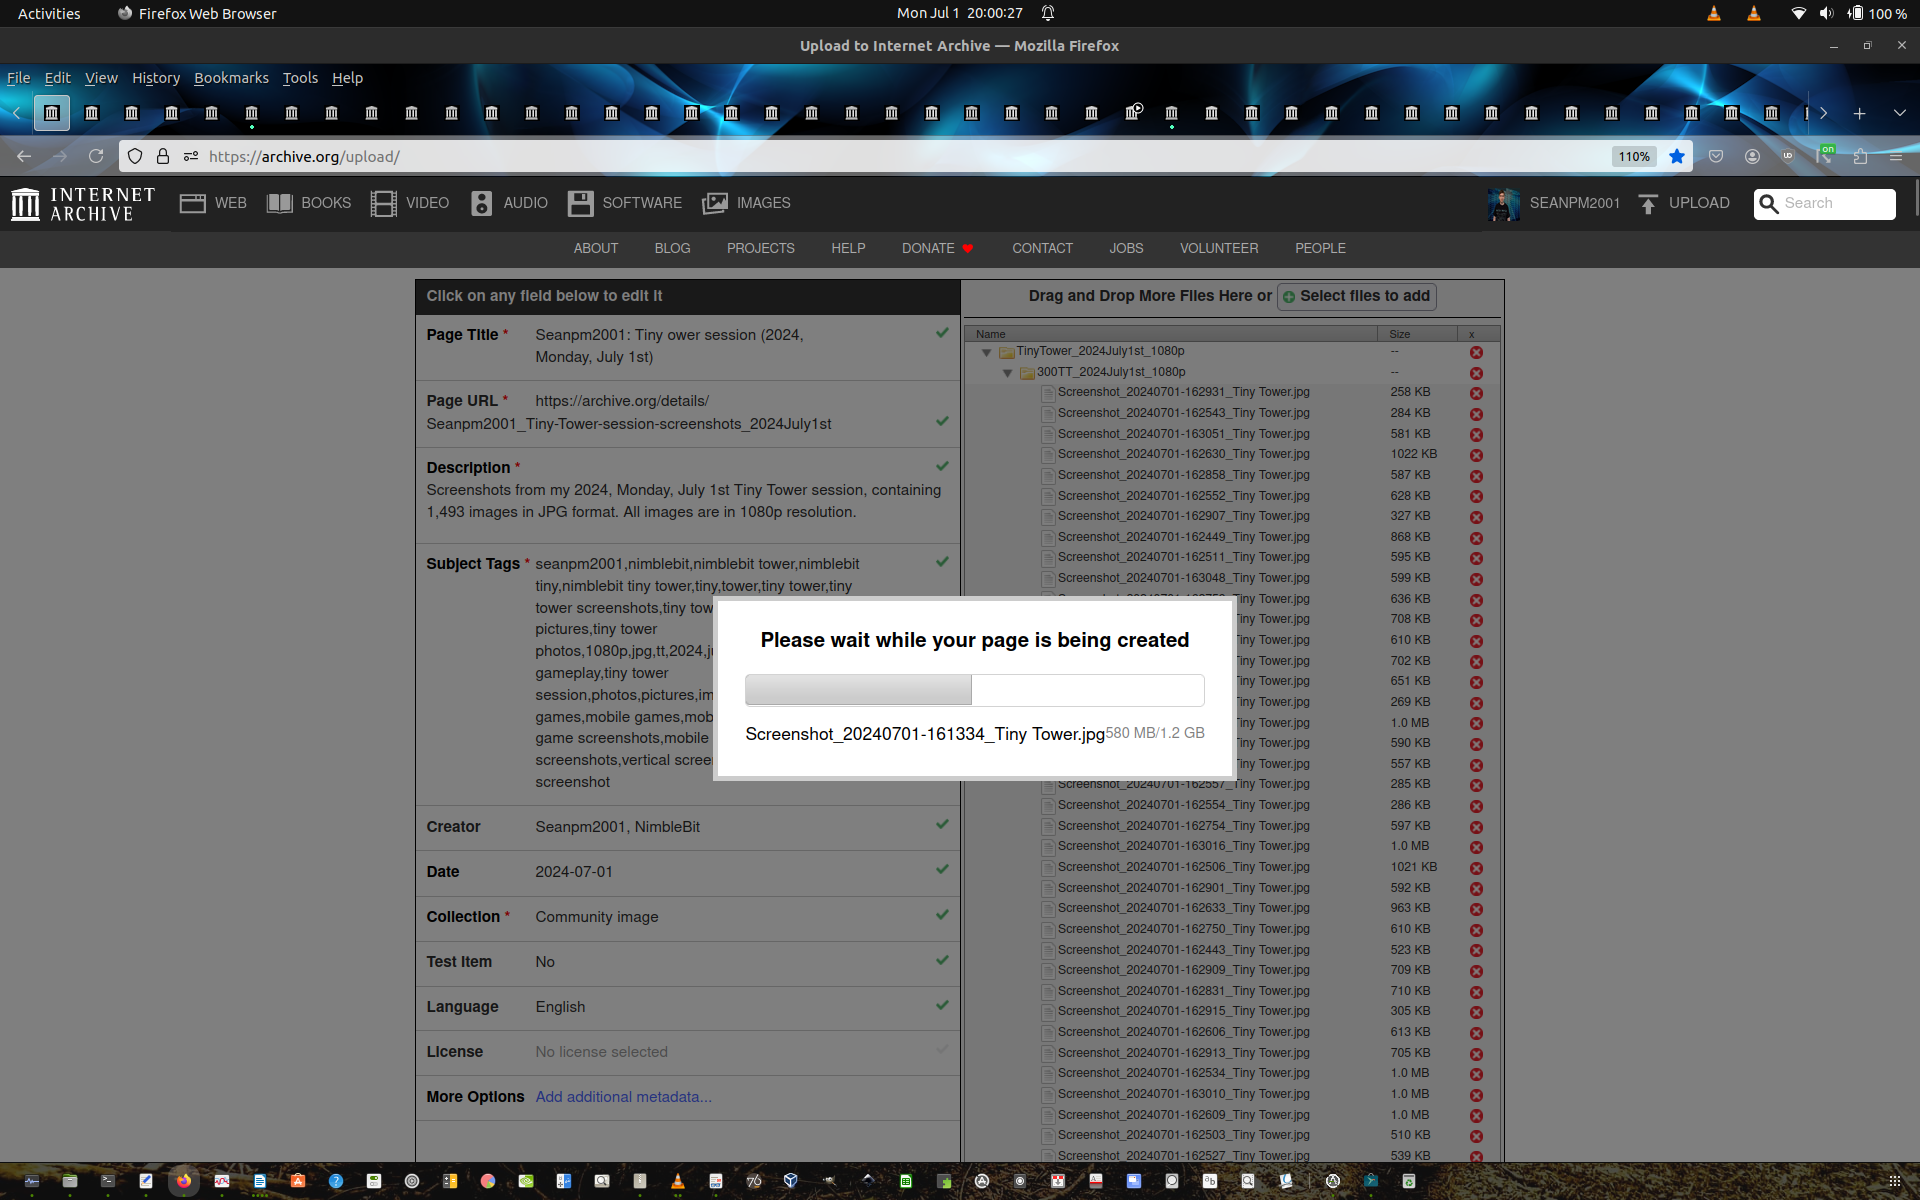 Activities
Firefox Web Browser
Mon Jul 1 20:00:27
100 %
Upload to Internet Archive — Mozilla Firefox
File Edit View History Bookmarks Tools Help
https://archive.org/upload/
110%
on
INTERNET ARCHIVE
WEB BOOKS VIDEO AUDIO SOFTWARE IMAGES
SEANPM2001 UPLOAD Search
ABOUT BLOG PROJECTS HELP DONATE CONTACT JOBS VOLUNTEER PEOPLE
Click on any field below to edit it
Page Title * Seanpm2001: Tiny ower session (2024,
Monday, July 1st)
Page URL * https://archive.org/details/
Seanpm2001_Tiny-Tower-session-screenshots_2024July1st
Description *
Screenshots from my 2024, Monday, July 1st Tiny Tower session, containing
1,493 images in JPG format. All images are in 1080p resolution.
Subject Tags * seanpm2001,nimblebit,nimblebit tower,nimblebit
tiny,nimblebit tiny tower,tiny,tower,tiny tower,tiny
tower screenshots,tiny tow
pictures,tiny tower
photos,1080p,jpg,tt,2024,j
gameplay,tiny tower
session,photos,pictures,im
games,mobile games,mob
game screenshots,mobile
screenshots,vertical scree
screenshot
Creator Seanpm2001, NimbleBit
Date 2024-07-01
Collection * Community image
Test Item No
Language English
License No license selected
More Options Add additional metadata...
Drag and Drop More Files Here or Select files to add
Name Size x
TinyTower_2024July1st_1080p --
300TT_2024July1st_1080p --
Screenshot_20240701-162931_Tiny Tower.jpg 258 KB
Screenshot_20240701-162543_Tiny Tower.jpg 284 KB
Screenshot_20240701-163051_Tiny Tower.jpg 581 KB
Screenshot_20240701-162630_Tiny Tower.jpg 1022 KB
Screenshot_20240701-162858_Tiny Tower.jpg 587 KB
Screenshot_20240701-162552_Tiny Tower.jpg 628 KB
Screenshot_20240701-162907_Tiny Tower.jpg 327 KB
Screenshot_20240701-162449_Tiny Tower.jpg 868 KB
Screenshot_20240701-162511_Tiny Tower.jpg 595 KB
Screenshot_20240701-163048_Tiny Tower.jpg 599 KB
Tiny Tower.jpg 636 KB
Tiny Tower.jpg 708 KB
Tiny Tower.jpg 610 KB
Tiny Tower.jpg 702 KB
Tiny Tower.jpg 651 KB
Tiny Tower.jpg 269 KB
Tiny Tower.jpg 1.0 MB
Tiny Tower.jpg 590 KB
Tiny Tower.jpg 557 KB
Screenshot_20240701-162557_Tiny Tower.jpg 285 KB
Screenshot_20240701-162554_Tiny Tower.jpg 286 KB
Screenshot_20240701-162754_Tiny Tower.jpg 597 KB
Screenshot_20240701-163016_Tiny Tower.jpg 1.0 MB
Screenshot_20240701-162506_Tiny Tower.jpg 1021 KB
Screenshot_20240701-162901_Tiny Tower.jpg 592 KB
Screenshot_20240701-162633_Tiny Tower.jpg 963 KB
Screenshot_20240701-162750_Tiny Tower.jpg 610 KB
Screenshot_20240701-162443_Tiny Tower.jpg 523 KB
Screenshot_20240701-162909_Tiny Tower.jpg 709 KB
Screenshot_20240701-162831_Tiny Tower.jpg 710 KB
Screenshot_20240701-162915_Tiny Tower.jpg 305 KB
Screenshot_20240701-162606_Tiny Tower.jpg 613 KB
Screenshot_20240701-162913_Tiny Tower.jpg 705 KB
Screenshot_20240701-162534_Tiny Tower.jpg 1.0 MB
Screenshot_20240701-163010_Tiny Tower.jpg 1.0 MB
Screenshot_20240701-162609_Tiny Tower.jpg 1.0 MB
Screenshot_20240701-162503_Tiny Tower.jpg 510 KB
Screenshot_20240701-162527_Tiny Tower.jpg 539 KB
Please wait while your page is being created
Screenshot_20240701-161334_Tiny Tower.jpg 580 MB/1.2 GB